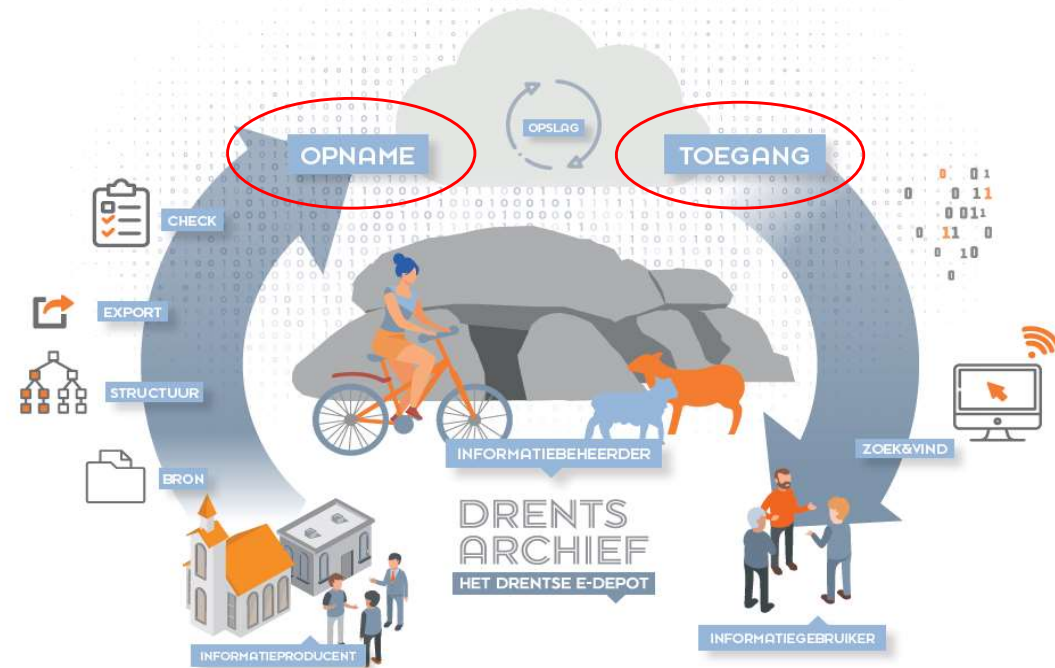 OPSLAG
OPNAME
TOEGANG
CHECK
EXPORT
STRUCTUUR
BRON
INFORMATIEBEHEERDER
ZOEK&VIND
DRENTS
ARCHIEF
HET DRENTSE E-DEPOT
INFORMATIEPRODUCENT
INFORMATIEGEBRUIKER